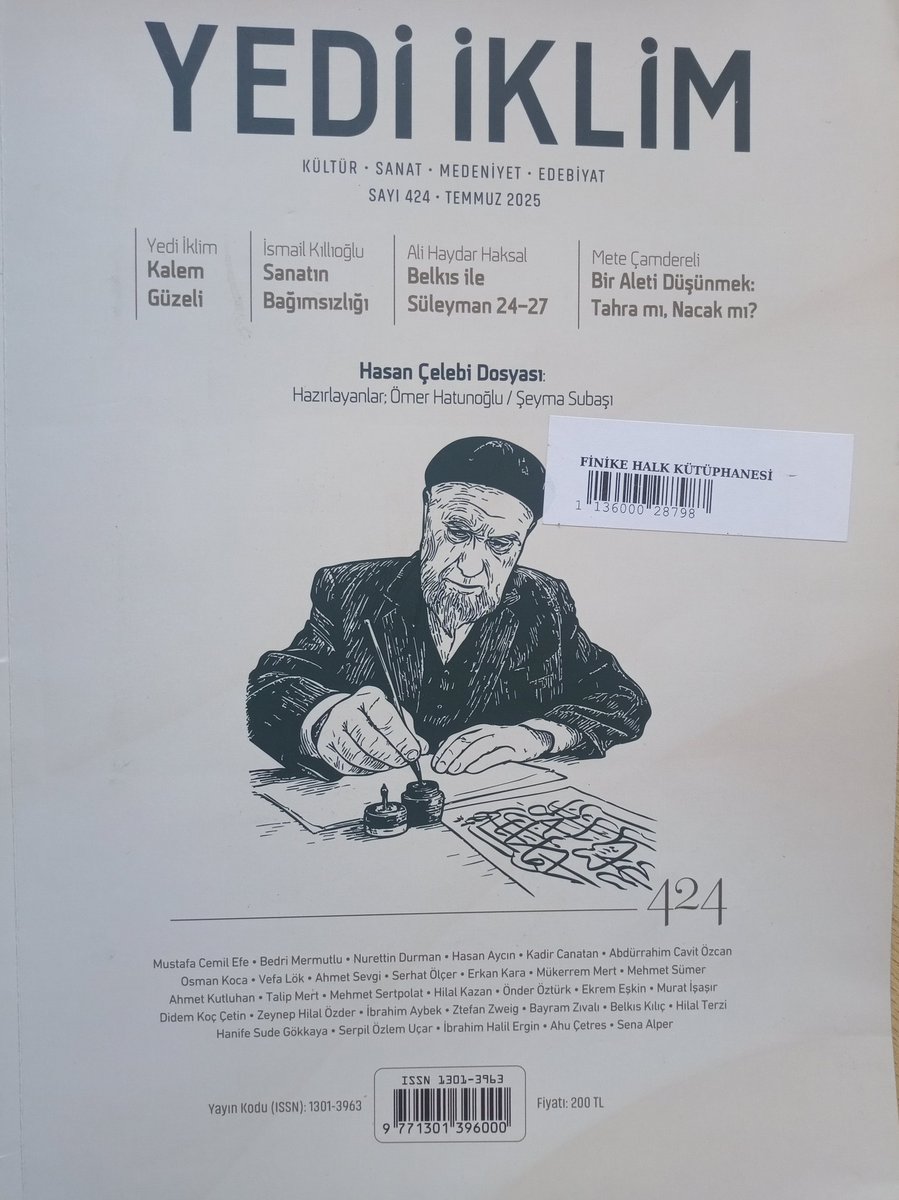 YEDİ İKLİM
KÜLTÜR • SANAT • MEDENİYET • EDEBİYAT
SAYI 424 • TEMMUZ 2025
Yedi İklim
Kalem
Güzeli
İsmail Kıllıoğlu
Sanatın
Bağımsızlığı
Ali Haydar Haksal
Belkıs ile
Süleyman 24–27
Mete Çamdereli
Bir Aleti Düşünmek:
Tahra mı, Nacak mı?
Hasan Çelebi Dosyası:
Hazırlayanlar; Ömer Hatunoğlu / Şeyma Subaşı
FİNİKE HALK KÜTÜPHANESİ
1 136000 28798
424
Mustafa Cemil Efe • Bedri Mermutlu • Nurettin Durman • Hasan Aycın • Kadir Canatan • Abdürrahim Cavit Özcan
Osman Koca • Vefa Lök • Ahmet Sevgi • Serhat Ölçer • Erkan Kara • Mükerrem Mert • Mehmet Sümer
Ahmet Kutluhan • Talip Mert • Mehmet Sertpolat • Hilal Kazan • Önder Öztürk • Ekrem Eşkin • Murat İşaşır
Didem Koç Çetin • Zeynep Hilal Özder • İbrahim Aybek • Ztefan Zweig • Bayram Zıvalı • Belkıs Kılıç • Hilal Terzi
Hanife Sude Gökkaya • Serpil Özlem Uçar • İbrahim Halil Ergin • Ahu Çetres • Sena Alper
Yayın Kodu (ISSN): 1301-3963
ISSN 1301-3963
9 771301 396000
Fiyatı: 200 TL